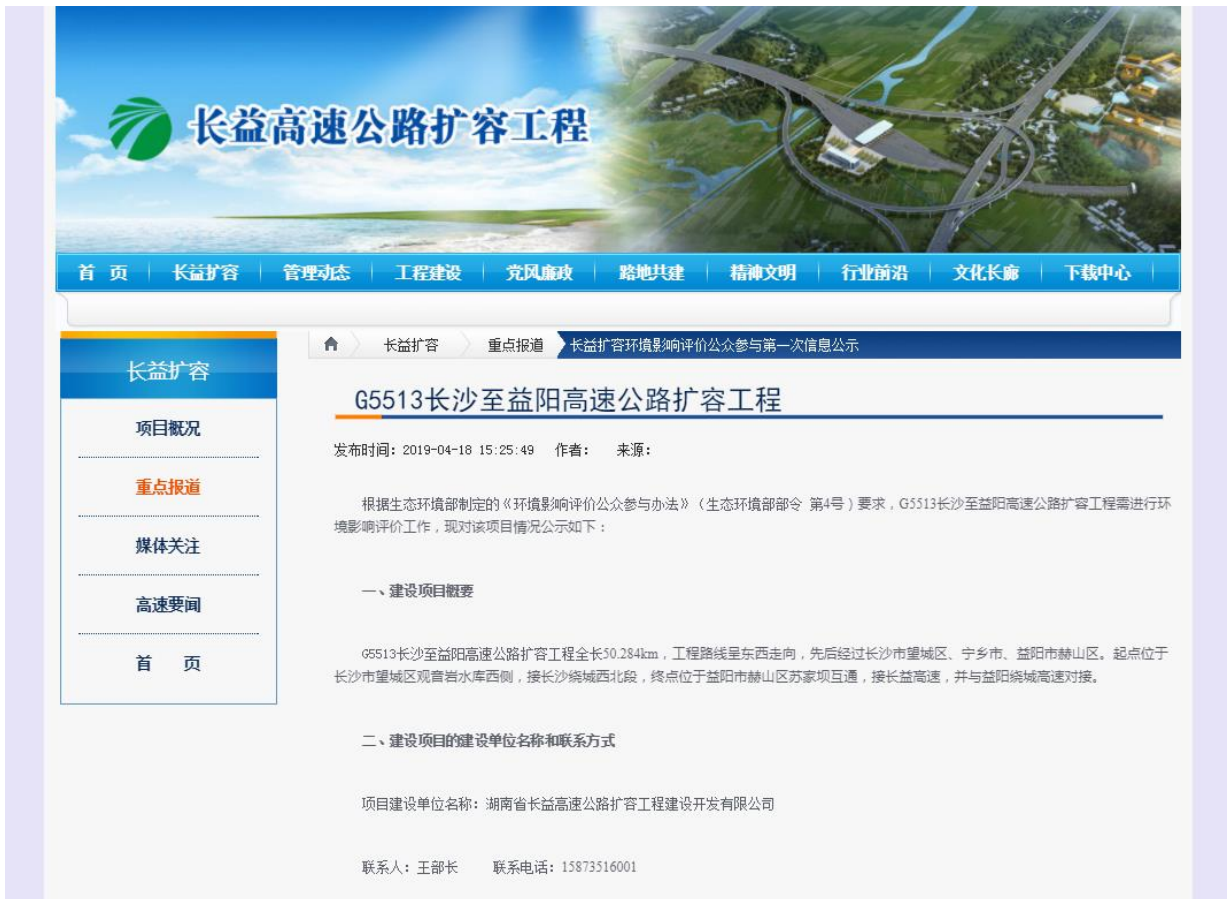 长益高速公路扩容工程
首 页 长益扩容 管理动态 工程建设 党风廉政 路地共建 精神文明 行业前沿 文化长廊 下载中心
长益扩容
项目概况
重点报道
媒体关注
高速要闻
首 页
长益扩容 重点报道 长益扩容环境影响评价公众参与第一次信息公示
G5513长沙至益阳高速公路扩容工程
发布时间：2019-04-18 15:25:49 作者： 来源：
根据生态环境部制定的《环境影响评价公众参与办法》（生态环境部部令 第4号）要求，G5513长沙至益阳高速公路扩容工程需进行环
境影响评价工作，现对该项目情况公示如下：
一、建设项目概要
G5513长沙至益阳高速公路扩容工程全长50.284km，工程路线呈东西走向，先后经过长沙市望城区、宁乡市、益阳市赫山区。起点位于
长沙市望城区观音岩水库西侧，接长沙绕城西北段，终点位于益阳市赫山区苏家坝互通，接长益高速，并与益阳绕城高速对接。
二、建设项目的建设单位名称和联系方式
项目建设单位名称：湖南省长益高速公路扩容工程建设开发有限公司
联系人：王部长 联系电话：15873516001